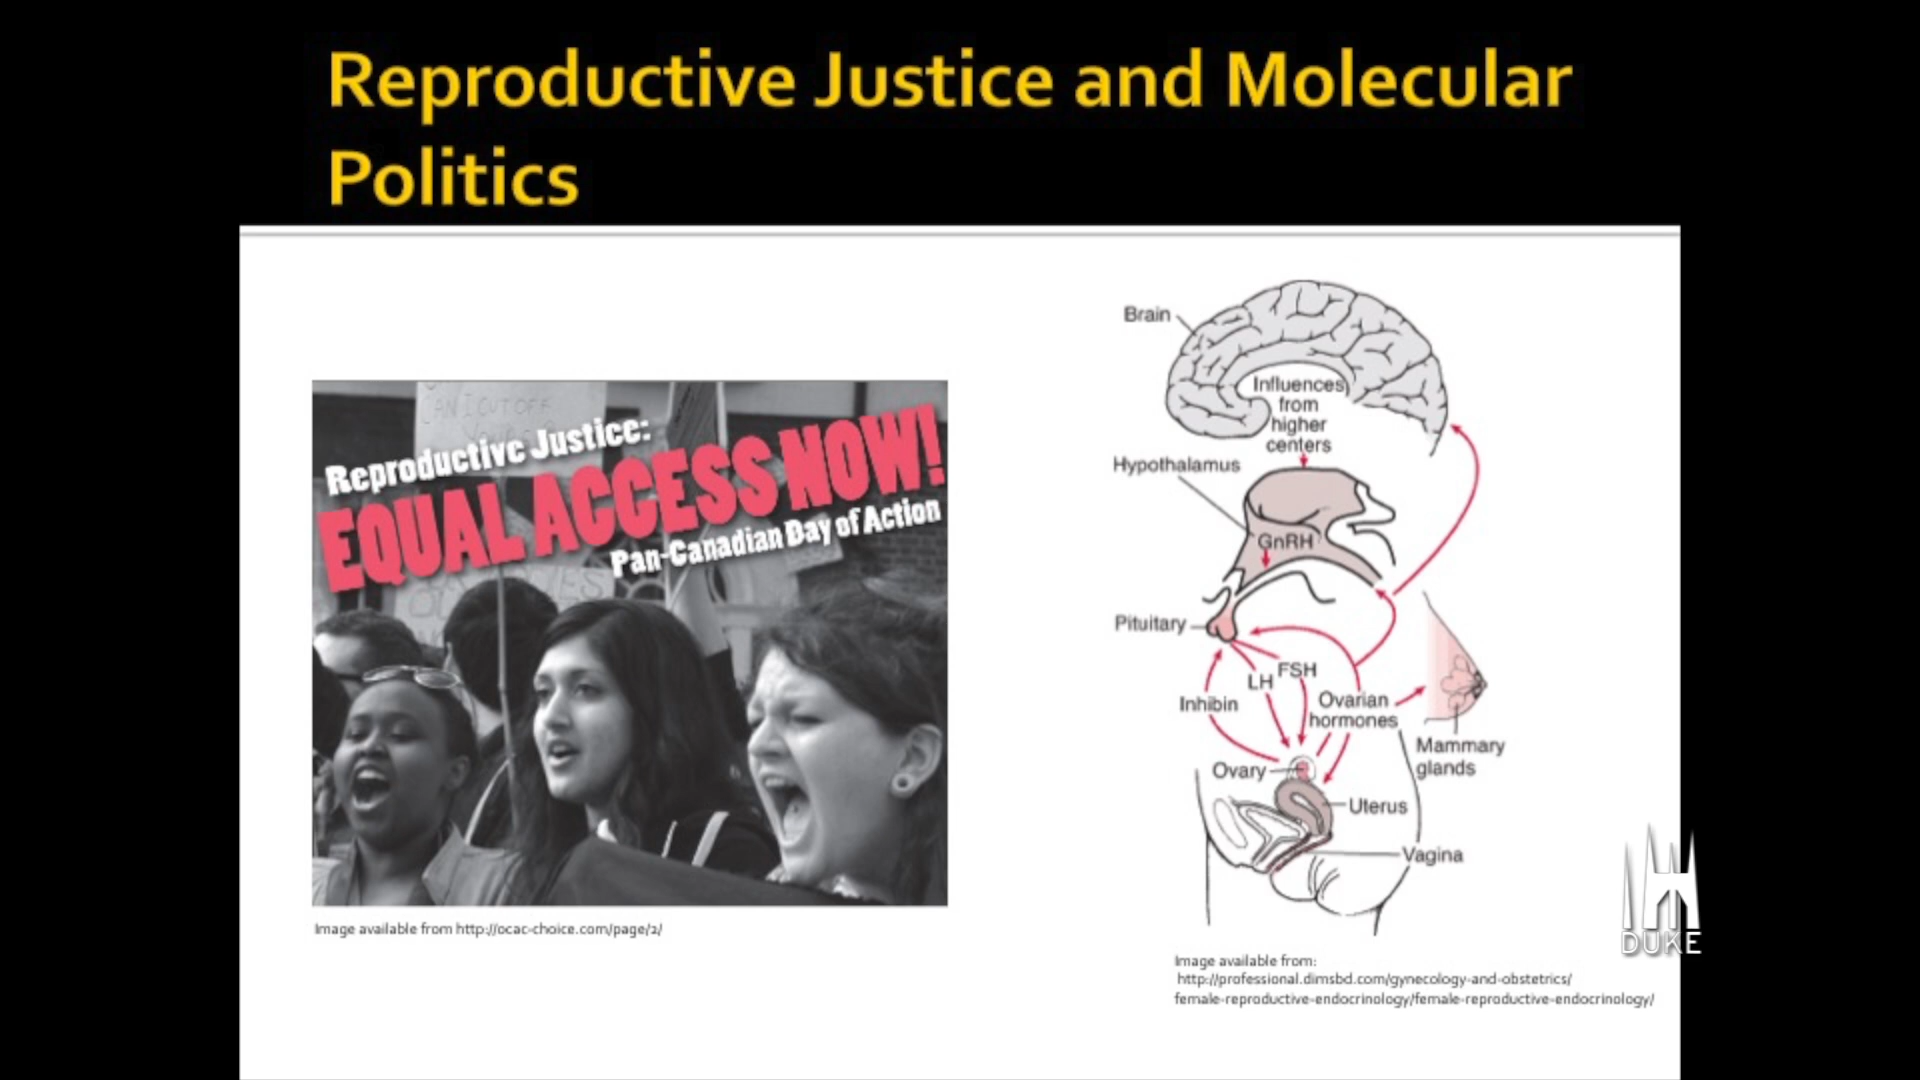 Reproductive Justice and Molecular
Politics
CAN I CUT OFF
Reproductive Justice:
EQUAL ACCESS NOW!
Pan-Canadian Day of Action
Image available from http://ocac-choice.com/page/2/
Brain
Influences
from
higher
centers
Hypothalamus
GnRH
Pituitary
FSH
LH
Inhibin
Ovarian
hormones
Mammary
glands
Ovary
Uterus
Vagina
DUKE
Image available from:
http://professional.dimsbd.com/gynecology-and-obstetrics/
female-reproductive-endocrinology/female-reproductive-endocrinology/